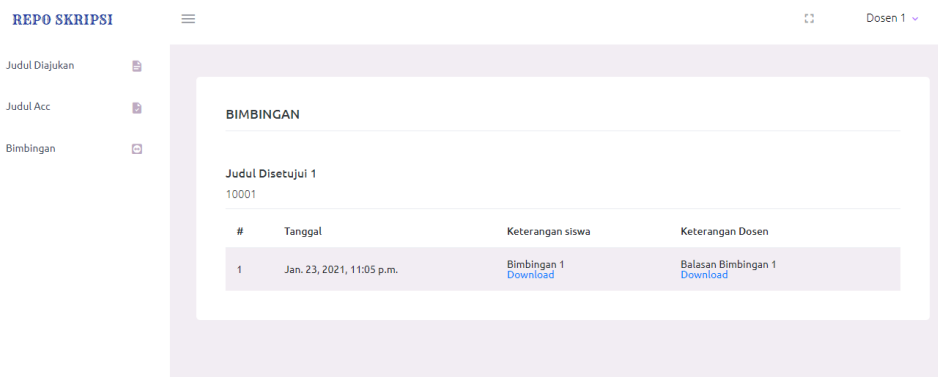 REPO SKRIPSI
Dosen 1
Judul Diajukan
Judul Acc
Bimbingan
BIMBINGAN
Judul Disetujui 1
10001
# Tanggal Keterangan siswa Keterangan Dosen
1 Jan. 23, 2021, 11:05 p.m. Bimbingan 1 Balasan Bimbingan 1
Download Download